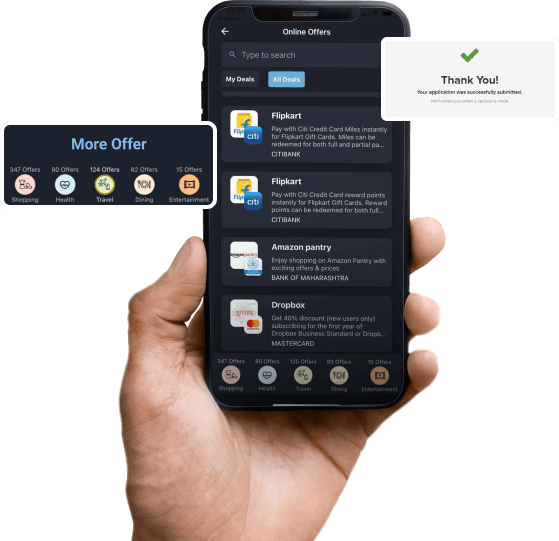 Online Offers
Type to search
My Deals
All Deals
Thank You!
Your application was successfully submitted.
We'll contact you when a decision is made
More Offer
347 Offers
80 Offers
124 Offers
82 Offers
15 Offers
Shopping
Health
Travel
Dining
Entertainment
Flipkart
citi
Pay with Citi Credit Card Miles instantly
for Flipkart Gift Cards. Miles can be
redeemed for both full and partial pa...
CITIBANK
Flipkart
citi
Pay with Citi Credit Card reward points
instantly for Flipkart Gift Cards. Reward
points can be redeemed for both full...
CITIBANK
Amazon pantry
Enjoy shopping on Amazon Pantry with
exciting offers & prices
BANK OF MAHARASHTRA
Dropbox
OFFERS
Get 40% discount (new users only)
subscribing for the first year of
Dropbox Business Standard or Dropb...
MASTERCARD
347 Offers
80 Offers
125 Offers
83 Offers
15 Offers
Shopping
Health
Travel
Dining
Entertainment